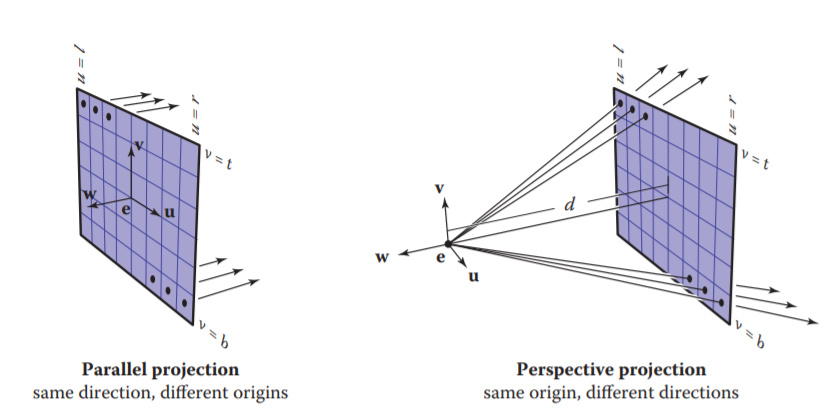 u = l
u = r
v = t
v
w
e
u
v = b
Parallel projection
same direction, different origins
u = l
u = r
v = t
v
d
w
e
u
v = b
Perspective projection
same origin, different directions